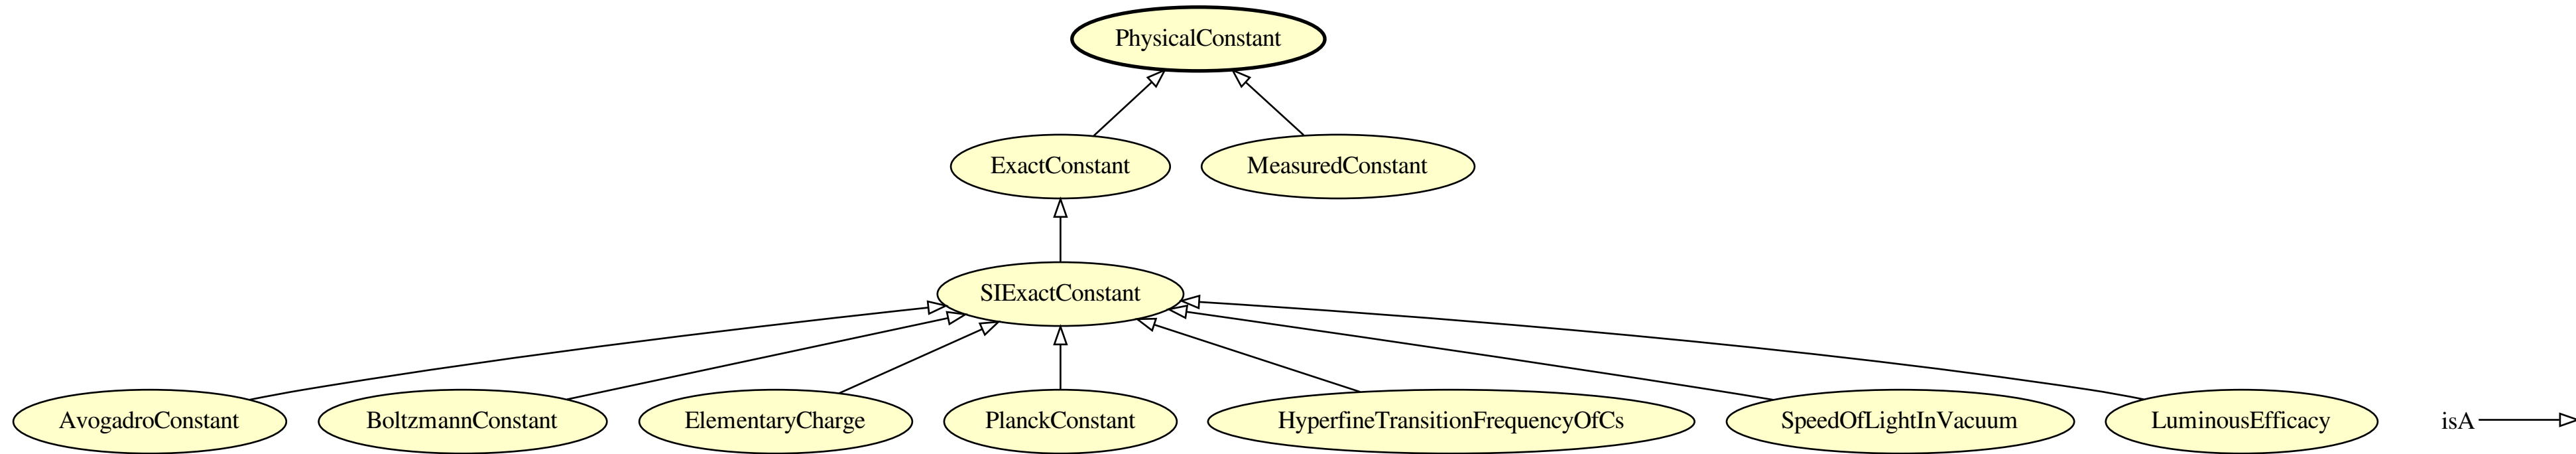 PhysicalConstant
ExactConstant
MeasuredConstant
SIExactConstant
AvogadroConstant
BoltzmannConstant
ElementaryCharge
PlanckConstant
HyperfineTransitionFrequencyOfCs
SpeedOfLightInVacuum
LuminousEfficacy
isA